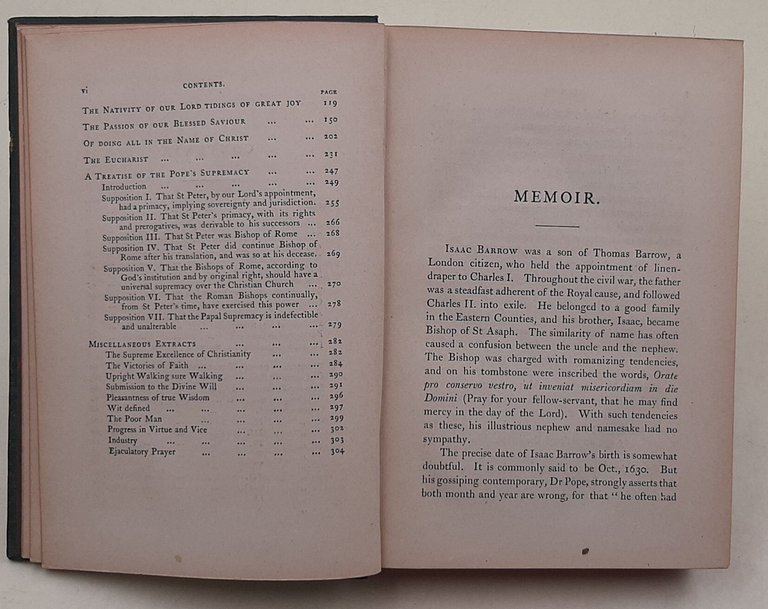 vi CONTENTS.
PAGE
THE NATIVITY OF OUR LORD TIDINGS OF GREAT JOY 119
THE PASSION OF OUR BLESSED SAVIOUR ... ... 150
OF DOING ALL IN THE NAME OF CHRIST ... ... 202
THE EUCHARIST ... ... ... ... ... 231
A TREATISE OF THE POPE'S SUPREMACY ... ... 247
Introduction ... ... ... ... ... 249
Supposition I. That St Peter, by our Lord's appointment,
had a primacy, implying sovereignty and jurisdiction. 255
Supposition II. That St Peter's primacy, with its rights
and prerogatives, was derivable to his successors ... 266
Supposition III. That St Peter was Bishop of Rome ... 268
Supposition IV. That St Peter did continue Bishop of
Rome after his translation, and was so at his decease. 269
Supposition V. That the Bishops of Rome, according to
God's institution and by original right, should have a
universal supremacy over the Christian Church ... 270
Supposition VI. That the Roman Bishops continually,
from St Peter's time, have exercised this power ... 278
Supposition VII. That the Papal Supremacy is indefectible
and unalterable ... ... ... ... 279
MISCELLANEOUS EXTRACTS ... ... ... 282
The Supreme Excellence of Christianity ... ... 282
The Victories of Faith ... ... ... ... 284
Upright Walking sure Walking ... ... ... 290
Submission to the Divine Will ... ... ... 291
Pleasantness of true Wisdom ... ... ... 296
Wit defined ... ... ... ... ... 297
The Poor Man ... ... ... ... 299
Progress in Virtue and Vice ... ... ... 302
Industry ... ... ... ... ... 303
Ejaculatory Prayer ... ... ... ... 304
MEMOIR.
ISAAC BARROW was a son of Thomas Barrow, a
London citizen, who held the appointment of linen-
draper to Charles I. Throughout the civil war, the father
was a steadfast adherent of the Royal cause, and followed
Charles II. into exile. He belonged to a good family
in the Eastern Counties, and his brother, Isaac, became
Bishop of St Asaph. The similarity of name has often
caused a confusion between the uncle and the nephew.
The Bishop was charged with romanizing tendencies,
and on his tombstone were inscribed the words, Orate
pro conservo vestro, ut inveniat misericordiam in die
Domini (Pray for your fellow-servant, that he may find
mercy in the day of the Lord). With such tendencies
as these, his illustrious nephew and namesake had no
sympathy.
The precise date of Isaac Barrow's birth is somewhat
doubtful. It is commonly said to be Oct., 1630. But
his gossiping contemporary, Dr Pope, strongly asserts that
both month and year are wrong, for that "he often had